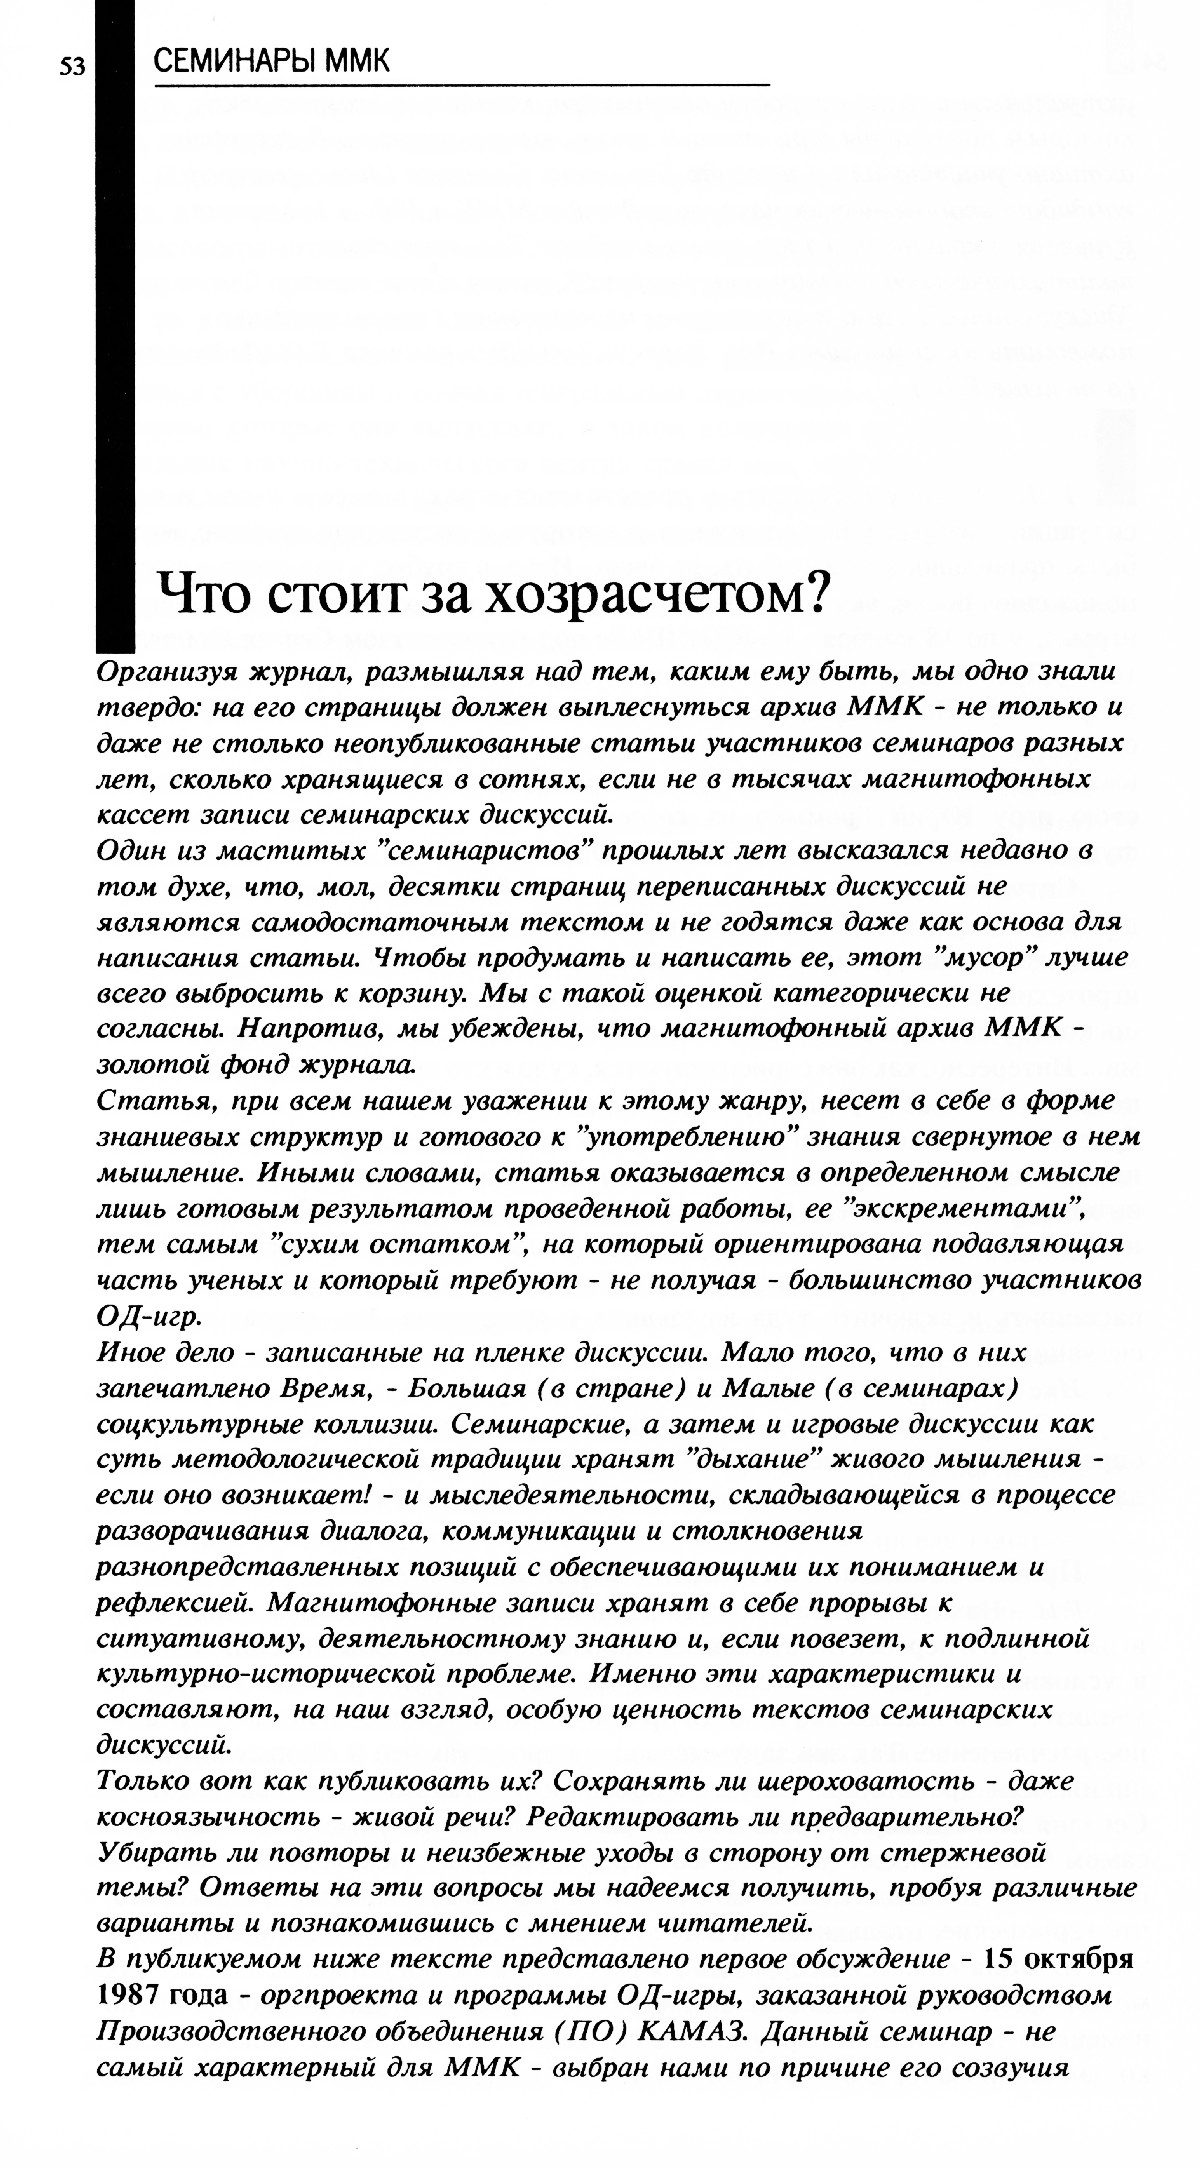 53
СЕМИНАРЫ ММК
Что стоит за хозрасчетом?
Организуя журнал, размышляя над тем, каким ему быть, мы одно знали
твердо: на его страницы должен выплеснуться архив ММК - не только и
даже не столько неопубликованные статьи участников семинаров разных
лет, сколько хранящиеся в сотнях, если не в тысячах магнитофонных
кассет записи семинарских дискуссий.
Один из маститых ”семинаристов” прошлых лет высказался недавно в
том духе, что, мол, десятки страниц переписанных дискуссий не
являются самодостаточным текстом и не годятся даже как основа для
написания статьи. Чтобы продумать и написать ее, этот ”мусор” лучше
всего выбросить к корзину. Мы с такой оценкой категорически не
согласны. Напротив, мы убеждены, что магнитофонный архив ММК -
золотой фонд журнала.
Статья, при всем нашем уважении к этому жанру, несет в себе в форме
знаниевых структур и готового к ”употреблению” знания свернутое в нем
мышление. Иными словами, статья оказывается в определенном смысле
лишь готовым результатом проведенной работы, ее ”экскрементами”,
тем самым ”сухим остатком”, на который ориентирована подавляющая
часть ученых и который требуют - не получая - большинство участников
ОД-игр.
Иное дело - записанные на пленке дискуссии. Мало того, что в них
запечатлено Время, - Большая (в стране) и Малые (в семинарах)
соцкультурные коллизии. Семинарские, а затем и игровые дискуссии как
суть методологической традиции хранят ”дыхание” живого мышления -
если оно возникает! - и мыследеятельности, складывающейся в процессе
разворачивания диалога, коммуникации и столкновения
разнопредставленных позиций с обеспечивающими их пониманием и
рефлексией. Магнитофонные записи хранят в себе прорывы к
ситуативному, деятельностному знанию и, если повезет, к подлинной
культурно-исторической проблеме. Именно эти характеристики и
составляют, на наш взгляд, особую ценность текстов семинарских
дискуссий.
Только вот как публиковать их? Сохранять ли шероховатость - даже
косноязычность - живой речи? Редактировать ли предварительно?
Убирать ли повторы и неизбежные уходы в сторону от стержневой
темы? Ответы на эти вопросы мы надеемся получить, пробуя различные
варианты и познакомившись с мнением читателей.
В публикуемом ниже тексте представлено первое обсуждение - 15 октября
1987 года - оргпроекта и программы ОД-игры, заказанной руководством
Производственного объединения (ПО) КАМАЗ. Данный семинар - не
самый характерный для ММК - выбран нами по причине его созвучия